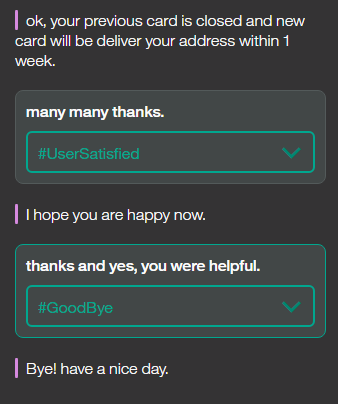 ok, your previous card is closed and new
card will be deliver your address within 1
week.
many many thanks.
#UserSatisfied
I hope you are happy now.
thanks and yes, you were helpful.
#GoodBye
Bye! have a nice day.